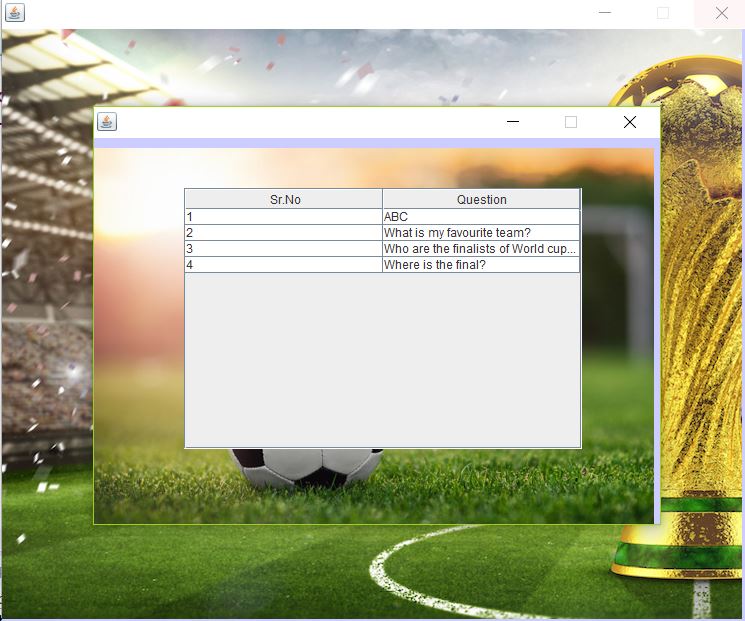 Sr.No Question
1 ABC
2 What is my favourite team?
3 Who are the finalists of World cup...
4 Where is the final?